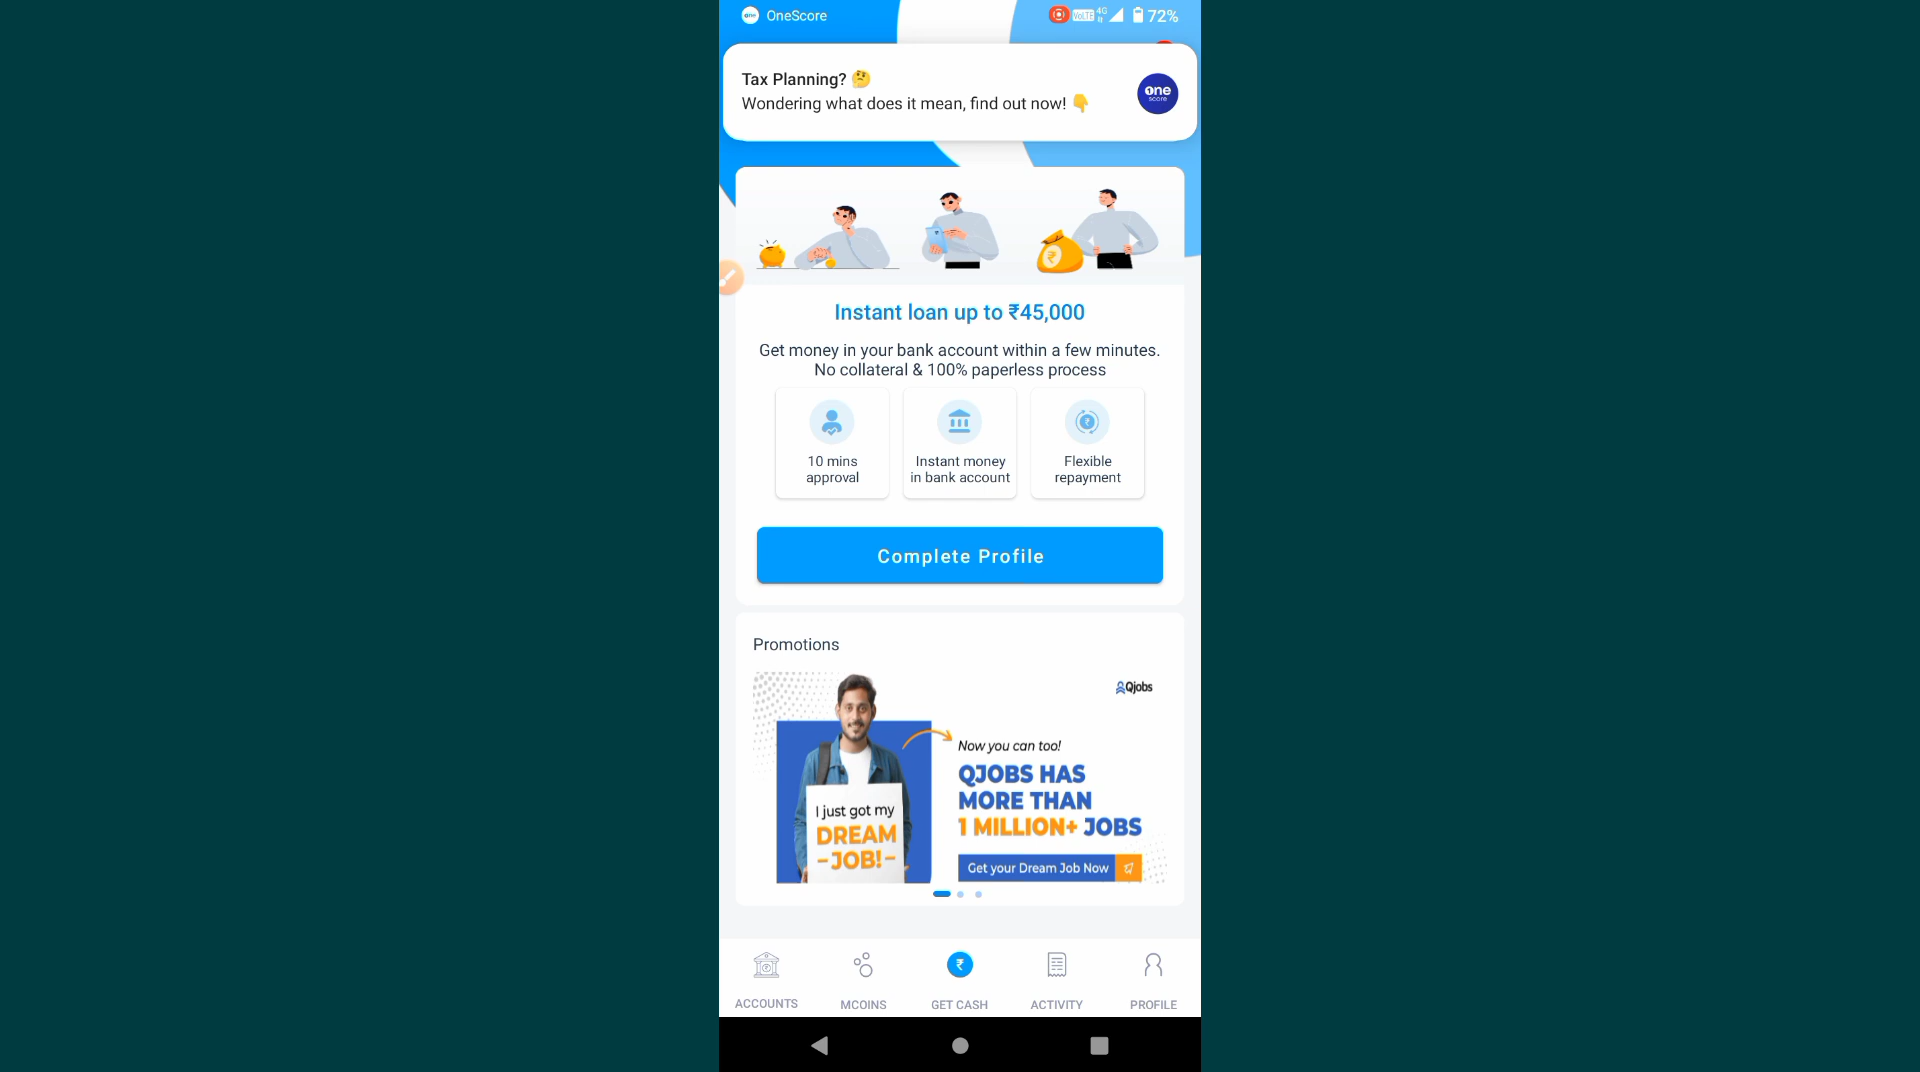 OneScore
VoLTE 4G 72%
Tax Planning? 🤔
Wondering what does it mean, find out now! 👇
one
score
Instant loan up to ₹45,000
Get money in your bank account within a few minutes.
No collateral & 100% paperless process
10 mins
approval
Instant money
in bank account
Flexible
repayment
Complete Profile
Promotions
Qjobs
Now you can too!
QJOBS HAS
MORE THAN
1 MILLION+ JOBS
Get your Dream Job Now
I just got my
DREAM
-JOB!-
ACCOUNTS
MCOINS
GET CASH
ACTIVITY
PROFILE